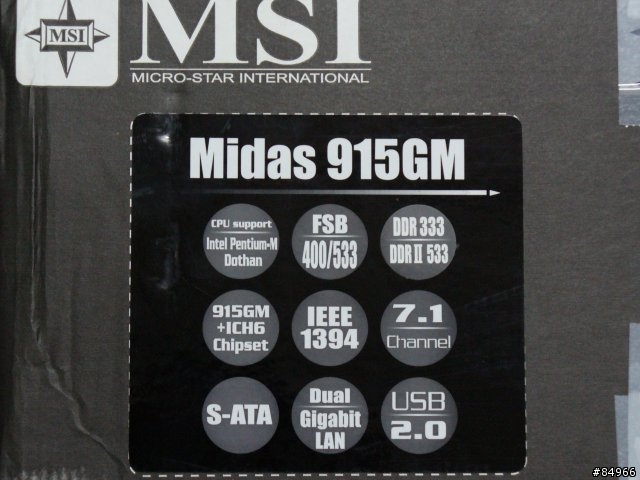 MSI
MSI
MICRO-STAR INTERNATIONAL
Midas 915GM
CPU support
Intel Pentium-M
Dothan
FSB
400/533
DDR 333
DDR II 533
915GM
+ICH6
Chipset
IEEE
1394
7.1
Channel
S-ATA
Dual
Gigabit
LAN
USB
2.0
#84966